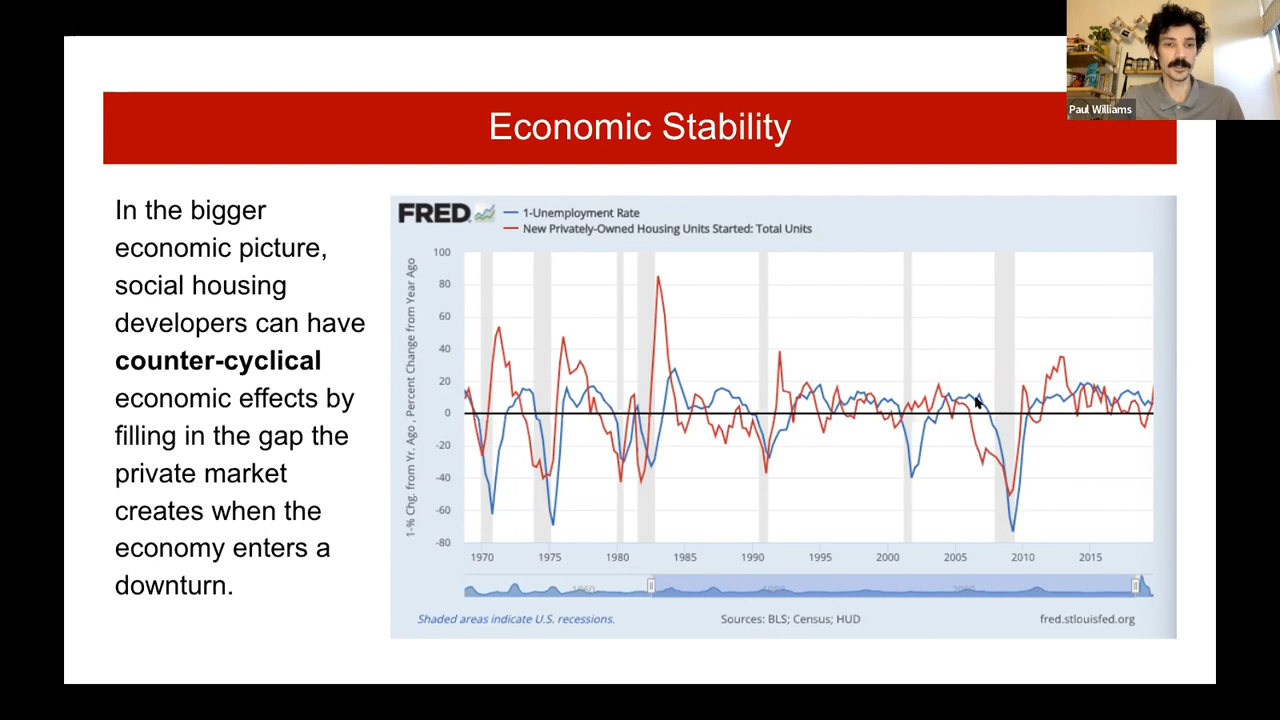 Paul Williams
Economic Stability
In the bigger
economic picture,
social housing
developers can have
counter-cyclical
economic effects by
filling in the gap the
private market
creates when the
economy enters a
downturn.
FRED
1-Unemployment Rate
New Privately-Owned Housing Units Started: Total Units
1-% Chg. from Yr. Ago , Percent Change from Year Ago
100
80
60
40
20
0
-20
-40
-60
-80
1970 1975 1980 1985 1990 1995 2000 2005 2010 2015
1960 1980 2000
Shaded areas indicate U.S. recessions.
Sources: BLS; Census; HUD
fred.stlouisfed.org